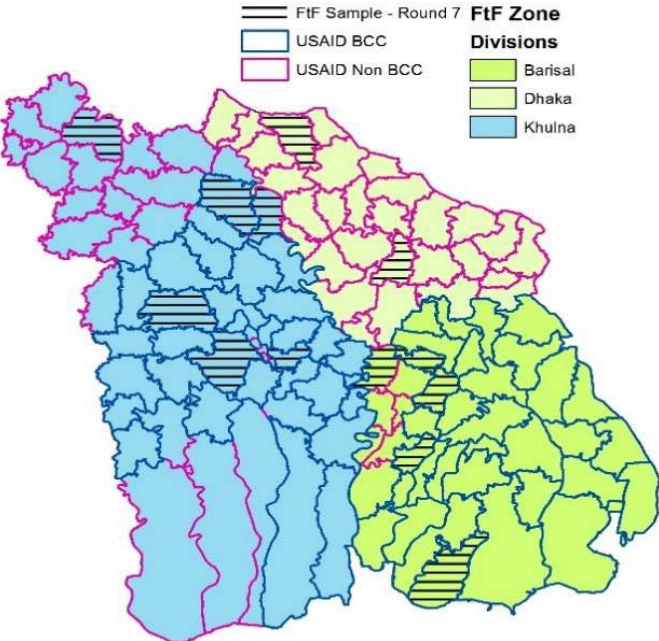 FtF Sample - Round 7
USAID BCC
USAID Non BCC
FtF Zone
Divisions
Barisal
Dhaka
Khulna